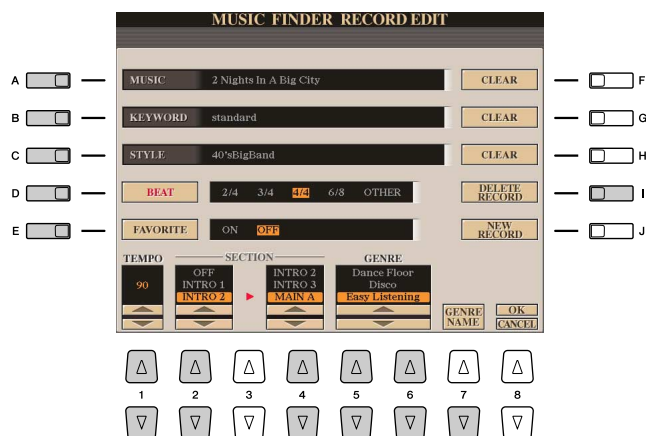 MUSIC FINDER RECORD EDIT
A MUSIC 2 Nights In A Big City CLEAR F
B KEYWORD standard CLEAR G
C STYLE 40'sBigBand CLEAR H
D BEAT 2/4 3/4 4/4 6/8 OTHER DELETE RECORD I
E FAVORITE ON OFF NEW RECORD J
TEMPO SECTION GENRE
OFF INTRO 2 Dance Floor
90 INTRO 1 INTRO 3 Disco
INTRO 2 MAIN A Easy Listening
GENRE NAME OK
CANCEL
1 2 3 4 5 6 7 8